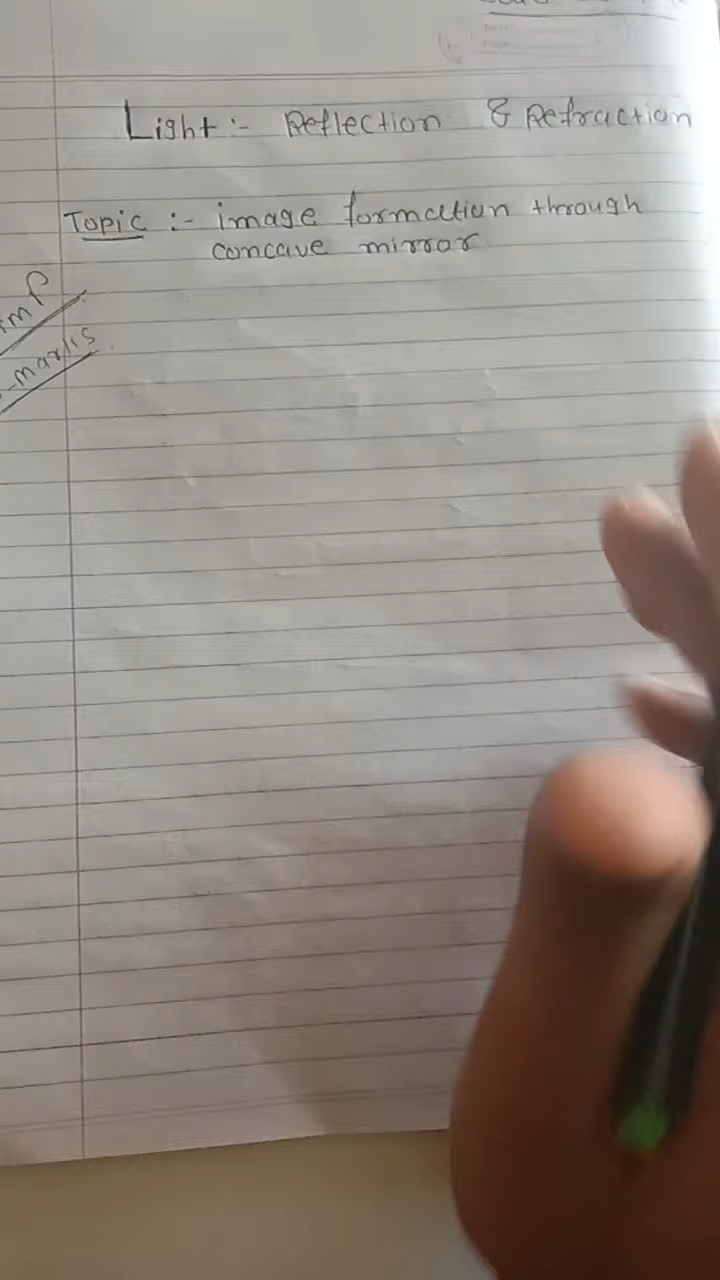 Light :- Reflection & Refraction
Topic :- image formation through
concave mirror
imp
marks